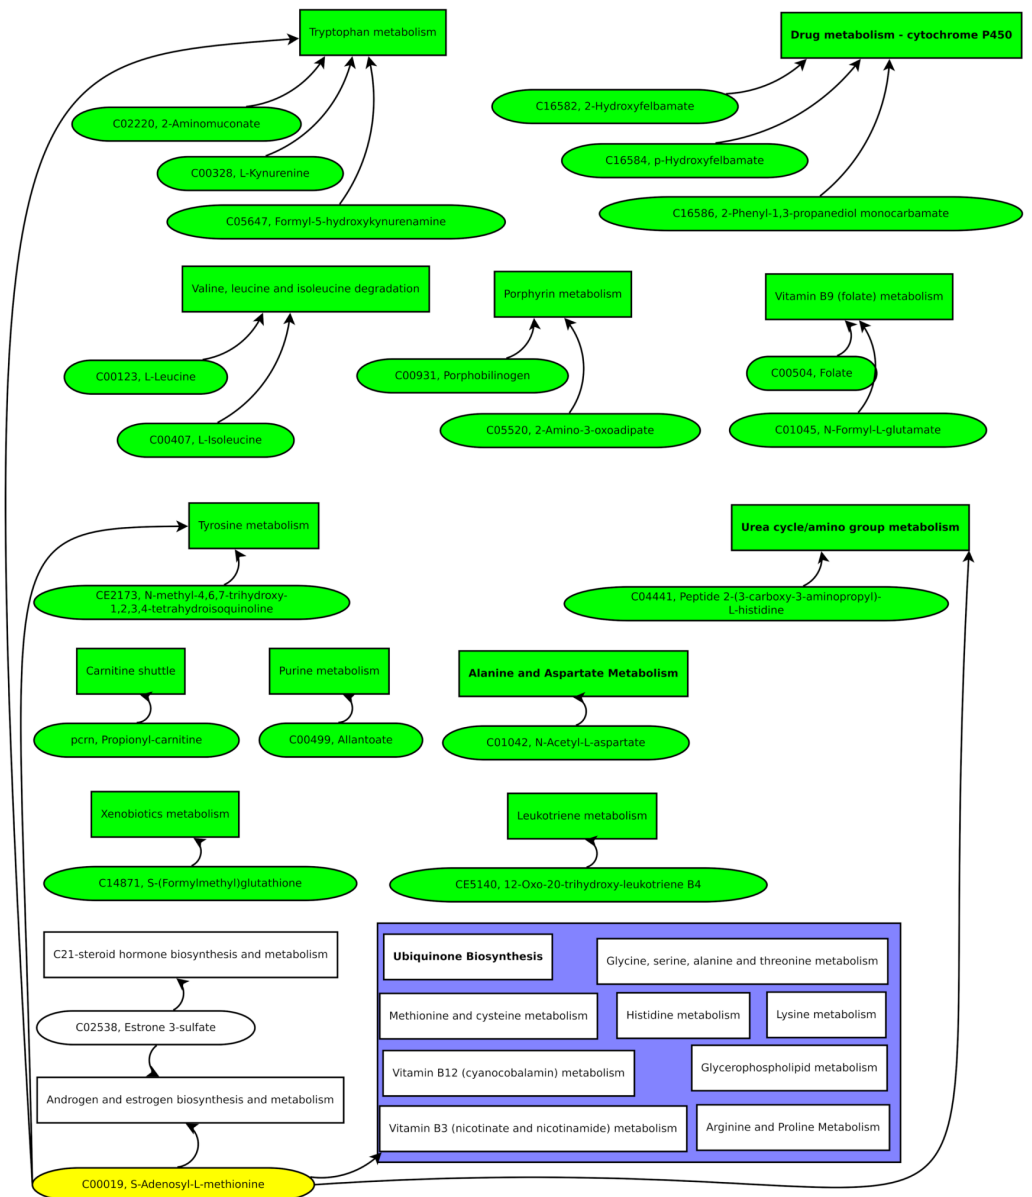 Tryptophan metabolism
Drug metabolism - cytochrome P450
C02220, 2-Aminomuconate
C16582, 2-Hydroxyfelbamate
C00328, L-Kynurenine
C16584, p-Hydroxyfelbamate
C05647, Formyl-5-hydroxykynurenamine
C16586, 2-Phenyl-1,3-propanediol monocarbamate
Valine, leucine and isoleucine degradation
Porphyrin metabolism
Vitamin B9 (folate) metabolism
C00123, L-Leucine
C00931, Porphobilinogen
C00504, Folate
C00407, L-Isoleucine
C05520, 2-Amino-3-oxoadipate
C01045, N-Formyl-L-glutamate
Tyrosine metabolism
Urea cycle/amino group metabolism
CE2173, N-methyl-4,6,7-trihydroxy-
1,2,3,4-tetrahydroisoquinoline
C04441, Peptide 2-(3-carboxy-3-aminopropyl)-
L-histidine
Carnitine shuttle
Purine metabolism
Alanine and Aspartate Metabolism
pcrn, Propionyl-carnitine
C00499, Allantoate
C01042, N-Acetyl-L-aspartate
Xenobiotics metabolism
Leukotriene metabolism
C14871, S-(Formylmethyl)glutathione
CE5140, 12-Oxo-20-trihydroxy-leukotriene B4
C21-steroid hormone biosynthesis and metabolism
Ubiquinone Biosynthesis
Glycine, serine, alanine and threonine metabolism
C02538, Estrone 3-sulfate
Methionine and cysteine metabolism
Histidine metabolism
Lysine metabolism
Vitamin B12 (cyanocobalamin) metabolism
Glycerophospholipid metabolism
Androgen and estrogen biosynthesis and metabolism
Vitamin B3 (nicotinate and nicotinamide) metabolism
Arginine and Proline Metabolism
C00019, S-Adenosyl-L-methionine